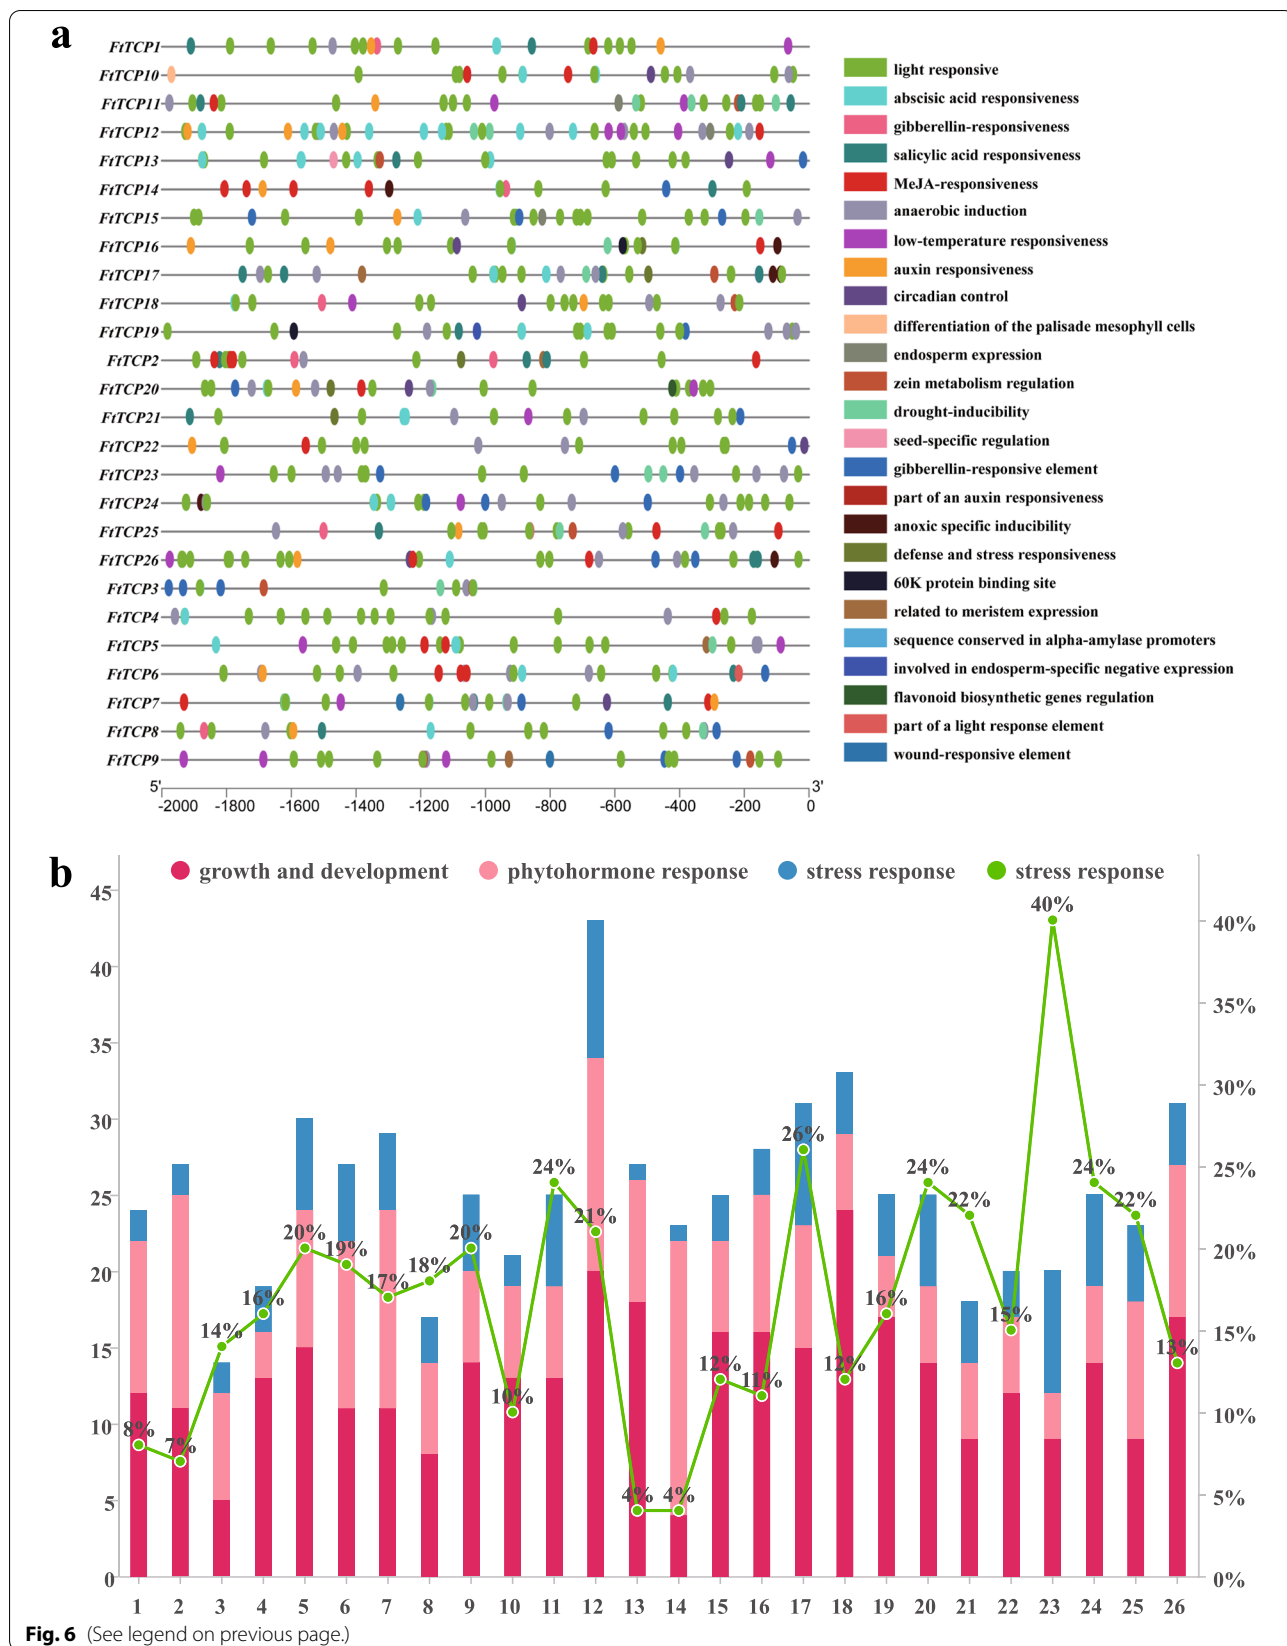 a
FtTCP1
FtTCP10
FtTCP11
FtTCP12
FtTCP13
FtTCP14
FtTCP15
FtTCP16
FtTCP17
FtTCP18
FtTCP19
FtTCP2
FtTCP20
FtTCP21
FtTCP22
FtTCP23
FtTCP24
FtTCP25
FtTCP26
FtTCP3
FtTCP4
FtTCP5
FtTCP6
FtTCP7
FtTCP8
FtTCP9
5' 3'
-2000 -1800 -1600 -1400 -1200 -1000 -800 -600 -400 -200 0
light responsive
abscisic acid responsiveness
gibberellin-responsiveness
salicylic acid responsiveness
MeJA-responsiveness
anaerobic induction
low-temperature responsiveness
auxin responsiveness
circadian control
differentiation of the palisade mesophyll cells
endosperm expression
zein metabolism regulation
drought-inducibility
seed-specific regulation
gibberellin-responsive element
part of an auxin responsiveness
anoxic specific inducibility
defense and stress responsiveness
60K protein binding site
related to meristem expression
sequence conserved in alpha-amylase promoters
involved in endosperm-specific negative expression
flavonoid biosynthetic genes regulation
part of a light response element
wound-responsive element
b
growth and development phytohormone response stress response stress response
45
40
35
30
25
20
15
10
5
0
8% 7% 14% 16% 20% 19% 17% 18% 20% 10% 24% 21% 4% 4% 12% 11% 26% 12% 16% 24% 22% 15% 40% 24% 22% 13%
40%
35%
30%
25%
20%
15%
10%
5%
0%
1 2 3 4 5 6 7 8 9 10 11 12 13 14 15 16 17 18 19 20 21 22 23 24 25 26
Fig. 6 (See legend on previous page.)